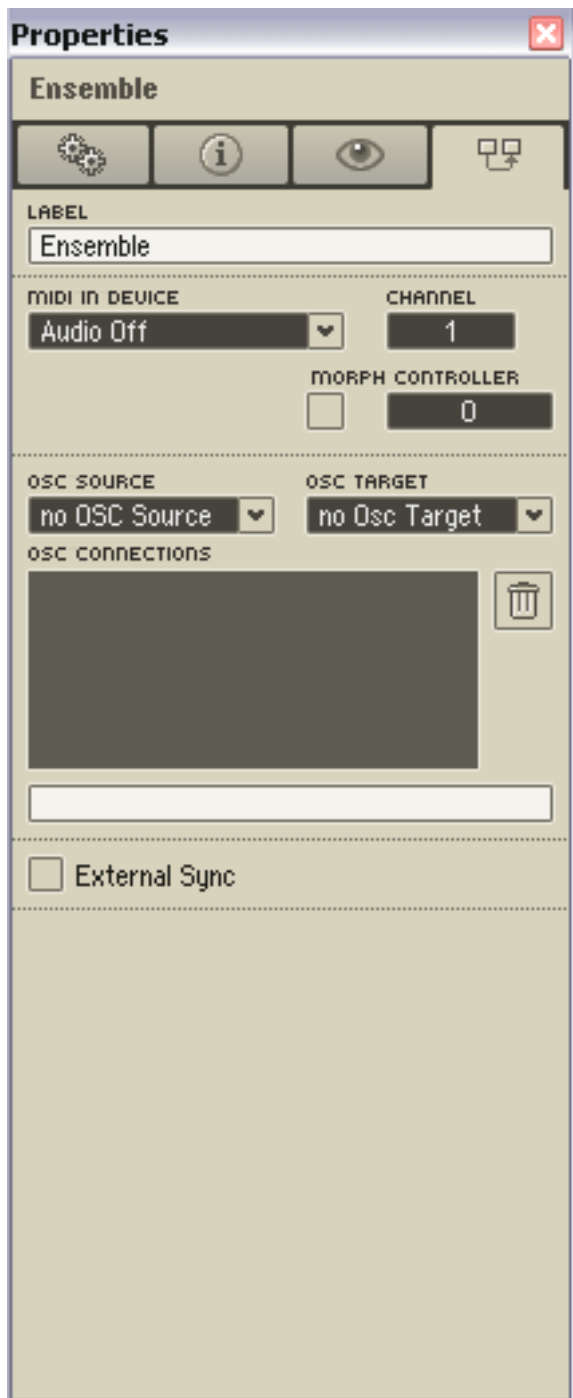 Properties
Ensemble
LABEL
Ensemble
MIDI IN DEVICE CHANNEL
Audio Off 1
MORPH CONTROLLER
0
OSC SOURCE OSC TARGET
no OSC Source no Osc Target
OSC CONNECTIONS
External Sync